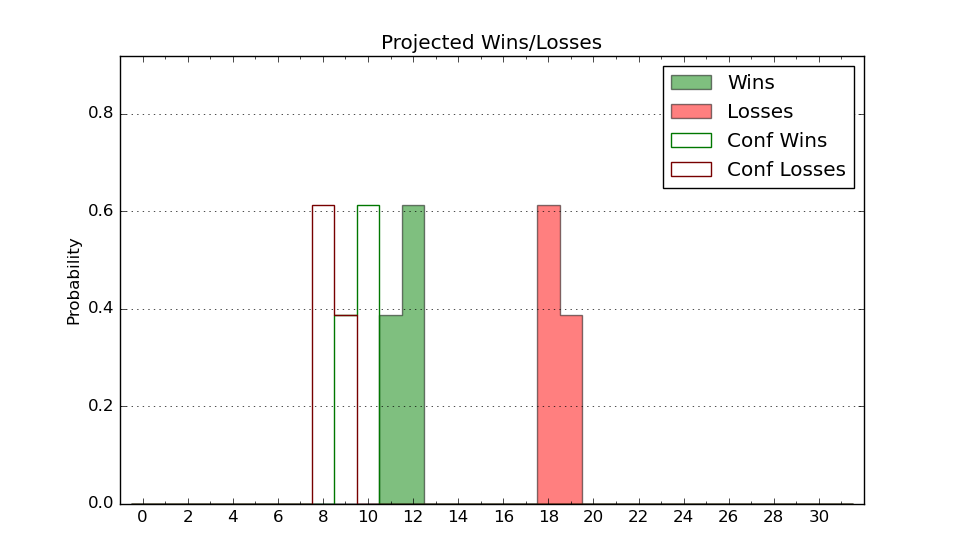 Projected Wins/Losses
Wins
Losses
Conf Wins
Conf Losses
Probability
0.8
0.6
0.4
0.2
0.0
0 2 4 6 8 10 12 14 16 18 20 22 24 26 28 30